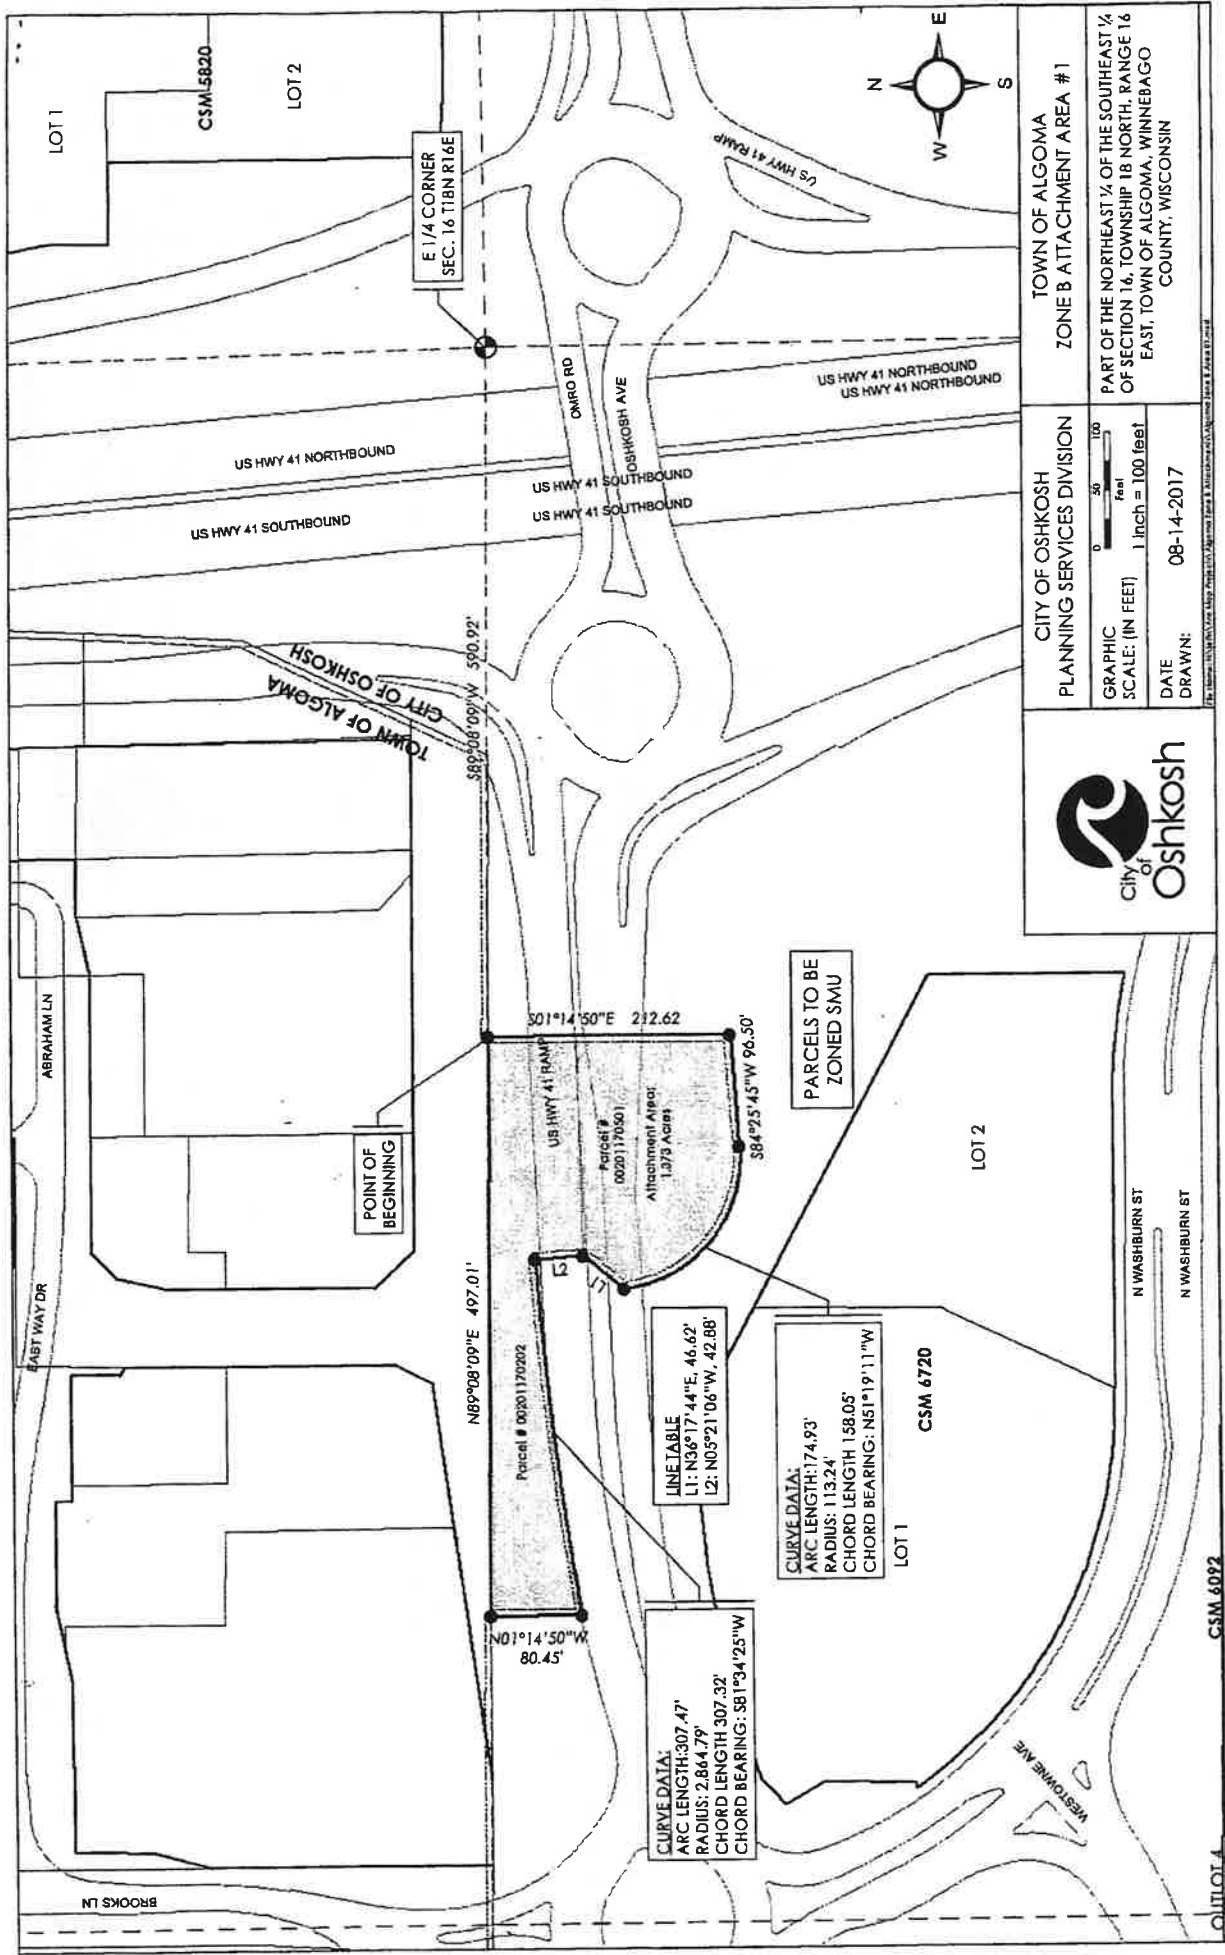 LOT 1
CSM 5820
LOT 2
E 1/4 CORNER
SEC. 16 T18N R16E
N
E
S
W
US HWY 41 RAMP
OMRO RD
OSHKOSH AVE
US HWY 41 NORTHBOUND
US HWY 41 NORTHBOUND
US HWY 41 NORTHBOUND
US HWY 41 SOUTHBOUND
US HWY 41 SOUTHBOUND
US HWY 41 SOUTHBOUND
CITY OF OSHKOSH
TOWN OF ALGOMA
S89°08'09"W 590.92'
ABRAHAM LN
EAST WAY DR
BROOKS LN
POINT OF
BEGINNING
N89°08'09"E 497.01'
S01°14'50"E 212.62
US HWY 41 RAMP
Parcel #
00201170501
Attachment Area:
1.373 Acres
S84°25'45"W 96.50'
L2
L1
Parcel # 00201170202
N01°14'50"W
80.45'
PARCELS TO BE
ZONED SMU
LINE TABLE
L1: N36°17'44"E, 46.62'
L2: N05°21'06"W, 42.88'
CURVE DATA:
ARC LENGTH:174.93'
RADIUS: 113.24'
CHORD LENGTH 158.05'
CHORD BEARING: N51°19'11"W
CURVE DATA:
ARC LENGTH:307.47'
RADIUS: 2,864.79'
CHORD LENGTH 307.32'
CHORD BEARING: S81°34'25"W
LOT 2
CSM 6720
LOT 1
N WASHBURN ST
N WASHBURN ST
WESTOWNE AVE
CSM 6092
OUTLOT 4
City
of
Oshkosh
CITY OF OSHKOSH
PLANNING SERVICES DIVISION
GRAPHIC
SCALE: (IN FEET)
0 50 100
Feet
1 inch = 100 feet
DATE
DRAWN:
08-14-2017
TOWN OF ALGOMA
ZONE B ATTACHMENT AREA #1
PART OF THE NORTHEAST ¼ OF THE SOUTHEAST ¼
OF SECTION 16, TOWNSHIP 18 NORTH, RANGE 16
EAST, TOWN OF ALGOMA, WINNEBAGO
COUNTY, WISCONSIN